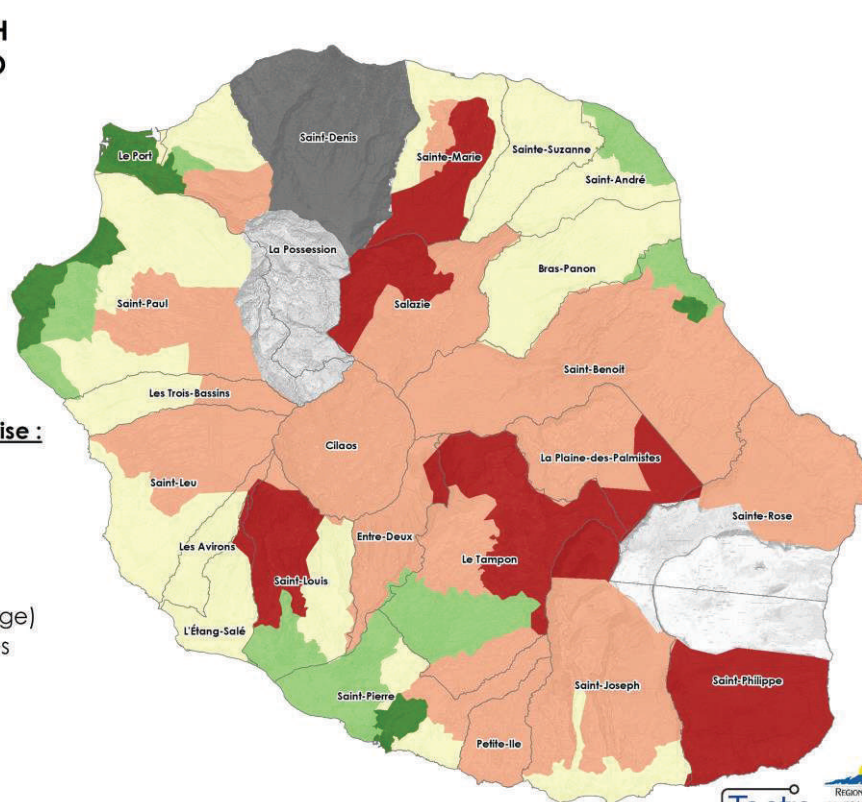 H
D
Saint-Denis
Le Port
Sainte-Marie
Sainte-Suzanne
Saint-André
La Possession
Bras-Panon
Saint-Paul
Salazie
Saint-Benoit
Les Trois-Bassins
ise :
Cilaos
La Plaine-des-Palmistes
Saint-Leu
Sainte-Rose
Entre-Deux
Les Avirons
Le Tampon
Saint-Louis
ge)
L'Étang-Salé
s
Saint-Philippe
Saint-Joseph
Saint-Pierre
Petite-Ile
REGION